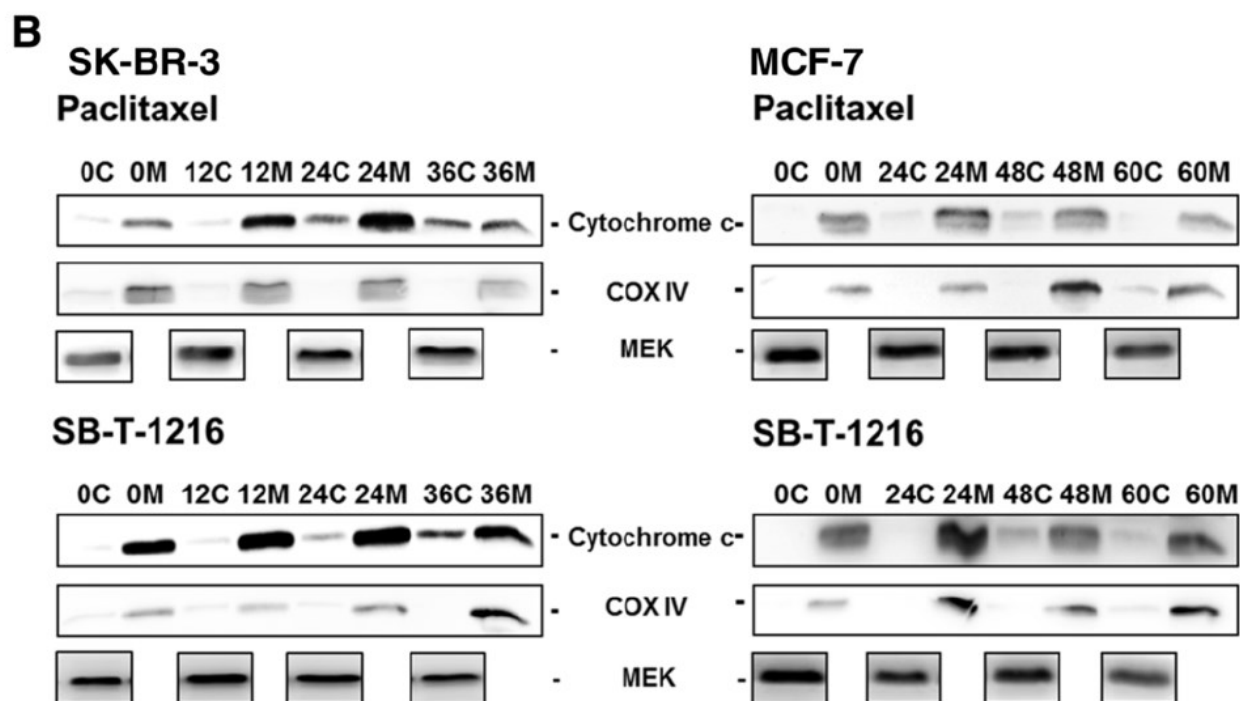 B
SK-BR-3 MCF-7
Paclitaxel Paclitaxel
0C 0M 12C 12M 24C 24M 36C 36M 0C 0M 24C 24M 48C 48M 60C 60M
- Cytochrome c-
- COX IV -
- MEK -
SB-T-1216 SB-T-1216
0C 0M 12C 12M 24C 24M 36C 36M 0C 0M 24C 24M 48C 48M 60C 60M
- Cytochrome c-
- COX IV -
- MEK -